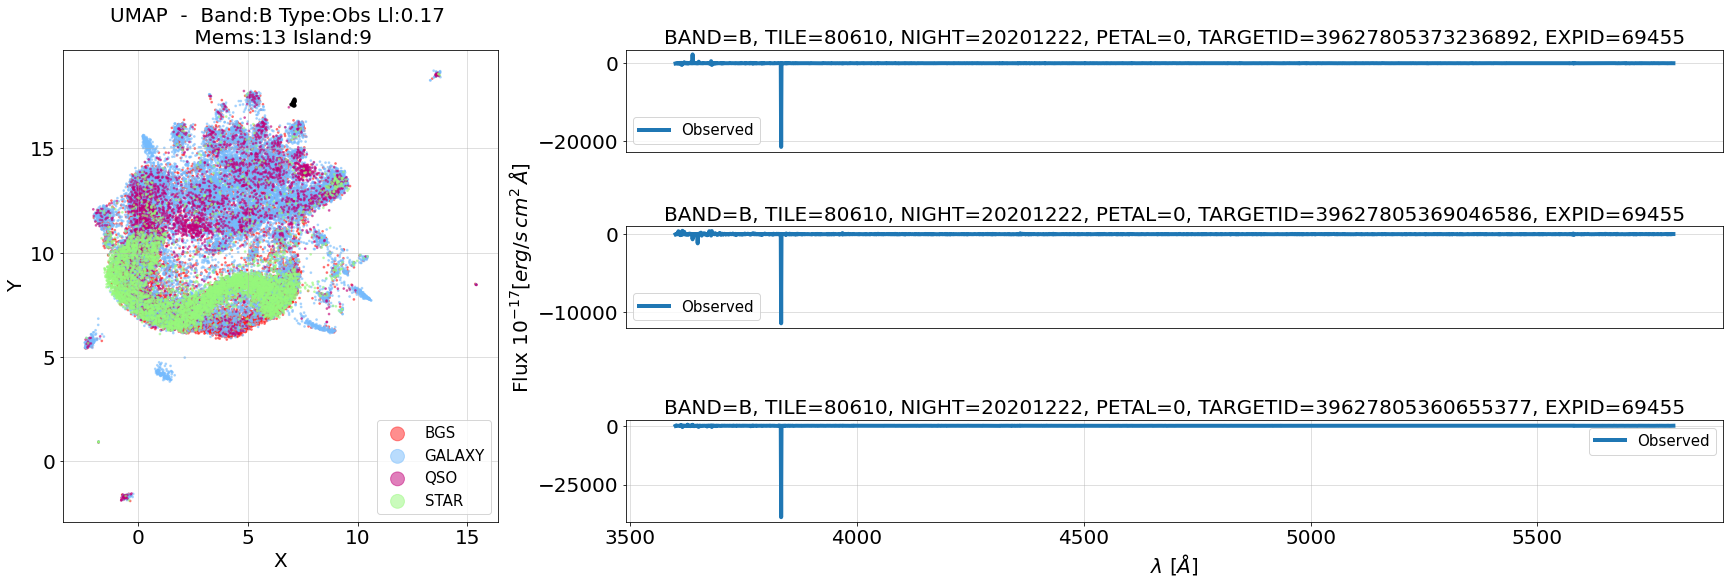 UMAP  -  Band:B Type:Obs Ll:0.17
Mems:13 Island:9
Y
15
10
5
0
BGS
GALAXY
QSO
STAR
0
5
10
15
X
Flux 10⁻¹⁷[erg/s cm² Å]
BAND=B, TILE=80610, NIGHT=20201222, PETAL=0, TARGETID=39627805373236892, EXPID=69455
0
−20000
Observed
BAND=B, TILE=80610, NIGHT=20201222, PETAL=0, TARGETID=39627805369046586, EXPID=69455
0
−10000
Observed
BAND=B, TILE=80610, NIGHT=20201222, PETAL=0, TARGETID=39627805360655377, EXPID=69455
0
−25000
Observed
3500
4000
4500
5000
5500
λ [Å]